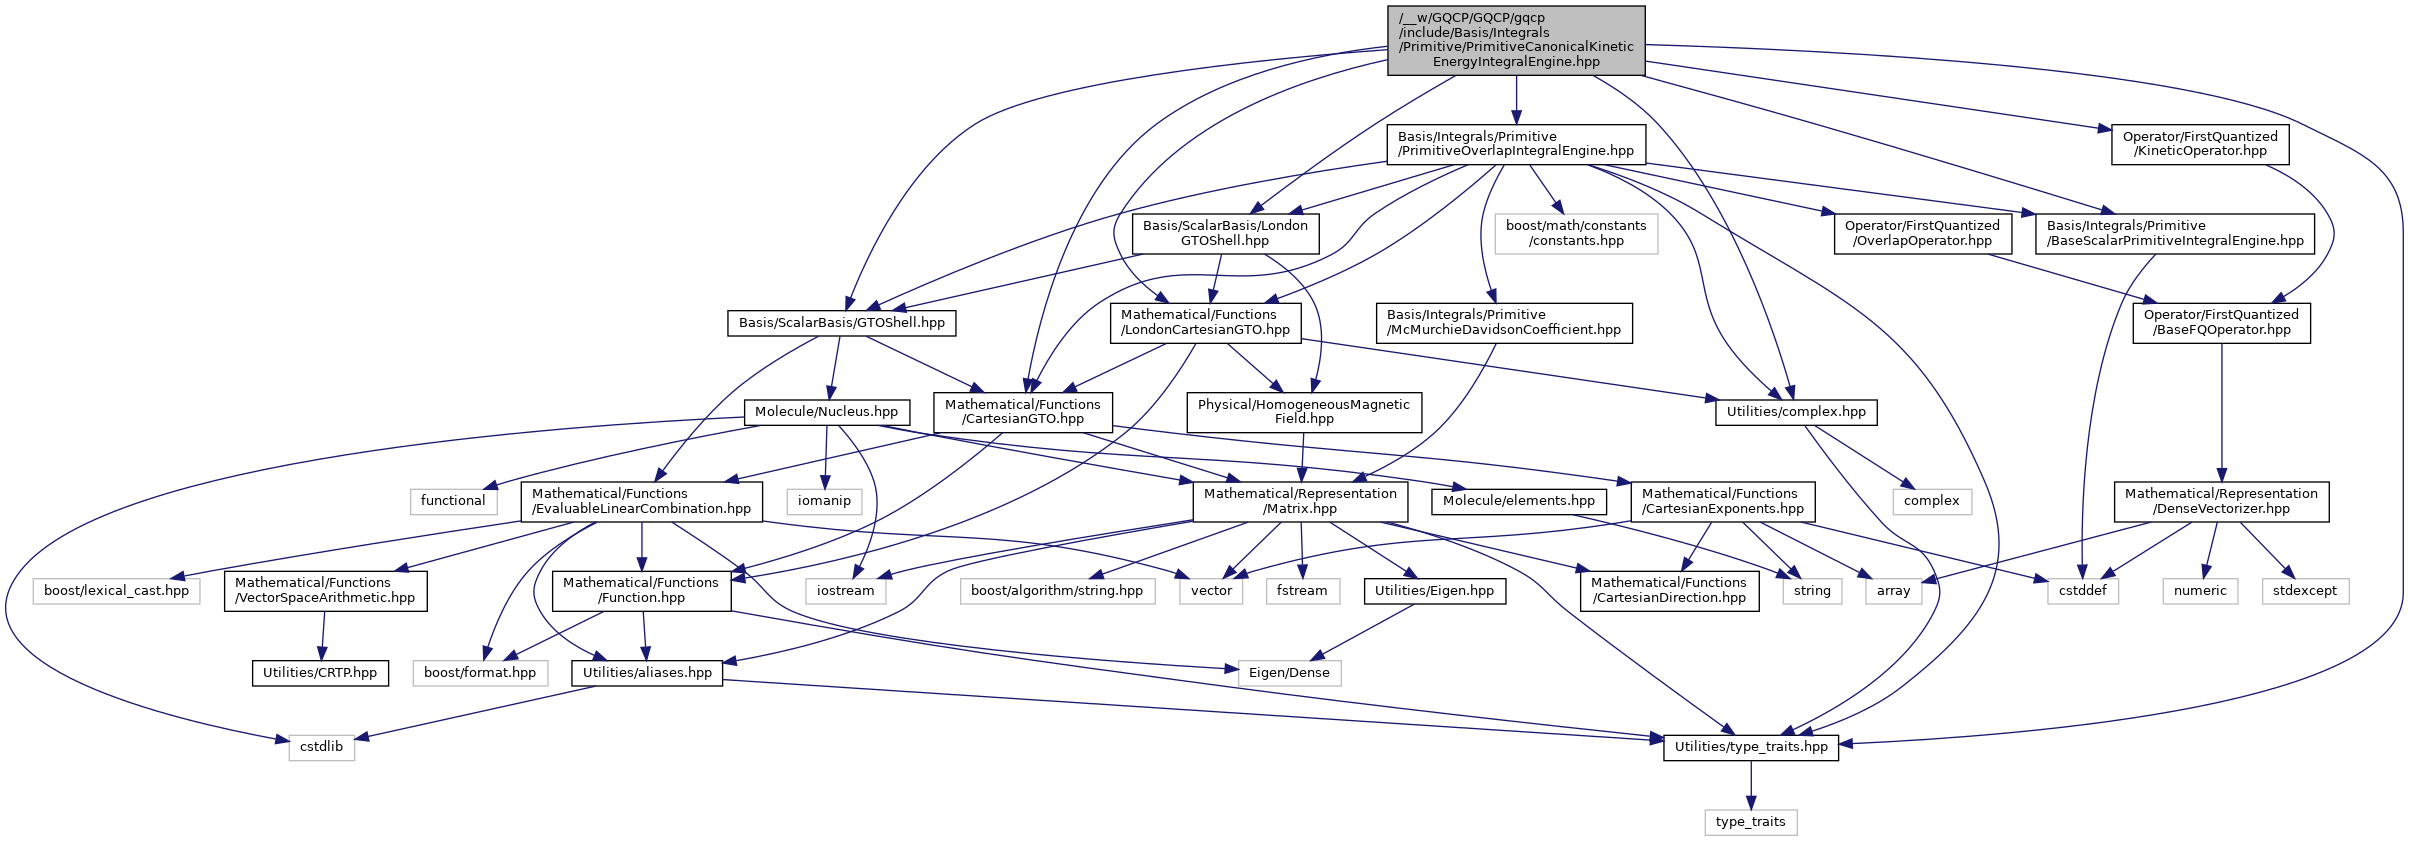 /__w/GQCP/GQCP/gqcp
/include/Basis/Integrals
/Primitive/PrimitiveCanonicalKinetic
EnergyIntegralEngine.hpp
Basis/Integrals/Primitive
/PrimitiveOverlapIntegralEngine.hpp
Operator/FirstQuantized
/KineticOperator.hpp
Basis/ScalarBasis/London
GTOShell.hpp
boost/math/constants
/constants.hpp
Operator/FirstQuantized
/OverlapOperator.hpp
Basis/Integrals/Primitive
/BaseScalarPrimitiveIntegralEngine.hpp
Basis/ScalarBasis/GTOShell.hpp
Mathematical/Functions
/LondonCartesianGTO.hpp
Basis/Integrals/Primitive
/McMurchieDavidsonCoefficient.hpp
Operator/FirstQuantized
/BaseFQOperator.hpp
Molecule/Nucleus.hpp
Mathematical/Functions
/CartesianGTO.hpp
Physical/HomogeneousMagnetic
Field.hpp
Utilities/complex.hpp
functional
Mathematical/Functions
/EvaluableLinearCombination.hpp
iomanip
Mathematical/Representation
/Matrix.hpp
Molecule/elements.hpp
Mathematical/Functions
/CartesianExponents.hpp
complex
Mathematical/Representation
/DenseVectorizer.hpp
boost/lexical_cast.hpp
Mathematical/Functions
/VectorSpaceArithmetic.hpp
Mathematical/Functions
/Function.hpp
iostream
boost/algorithm/string.hpp
vector
fstream
Utilities/Eigen.hpp
Mathematical/Functions
/CartesianDirection.hpp
string
array
cstddef
numeric
stdexcept
Utilities/CRTP.hpp
boost/format.hpp
Utilities/aliases.hpp
Eigen/Dense
cstdlib
Utilities/type_traits.hpp
type_traits